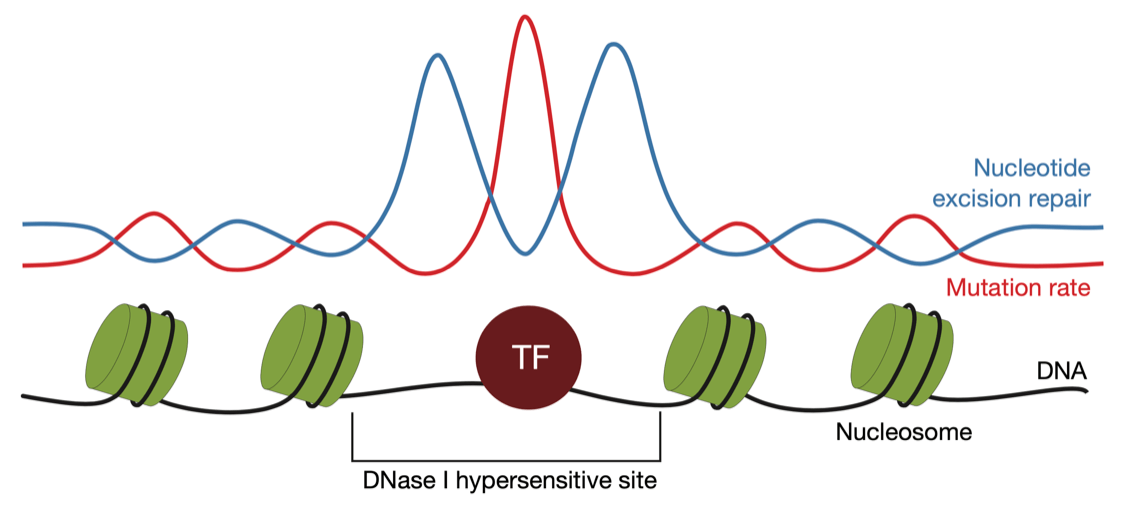 Nucleotide
excision repair
Mutation rate
TF
DNA
Nucleosome
DNase I hypersensitive site